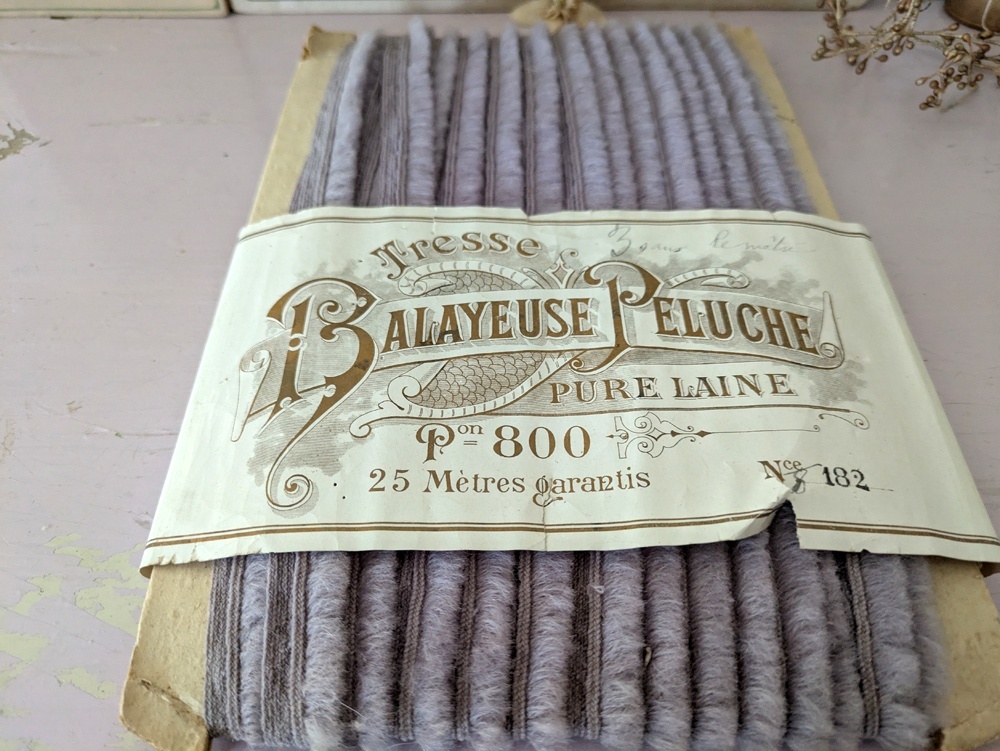 Tresse
BALAYEUSE PELUCHE
PURE LAINE
Pon 800
25 Mètres garantis
Nce 182